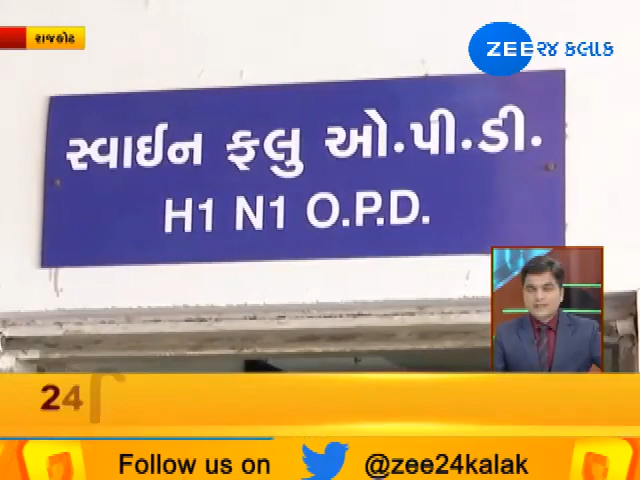 રાજકોટ
ZEE ૨૪ કલાક
સ્વાઈન ફલુ ઓ.પી.ડી.
H1 N1 O.P.D.
24
Follow us on @zee24kalak